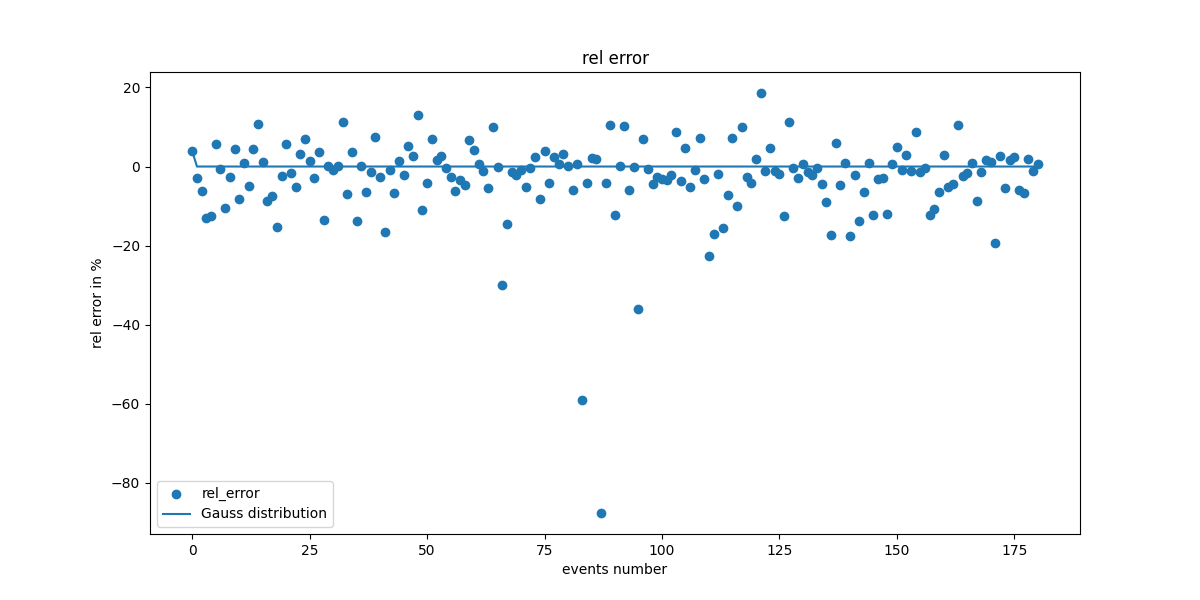 rel error
20
0
−20
−40
−60
−80
rel error in %
rel_error
Gauss distribution
0 25 50 75 100 125 150 175
events number